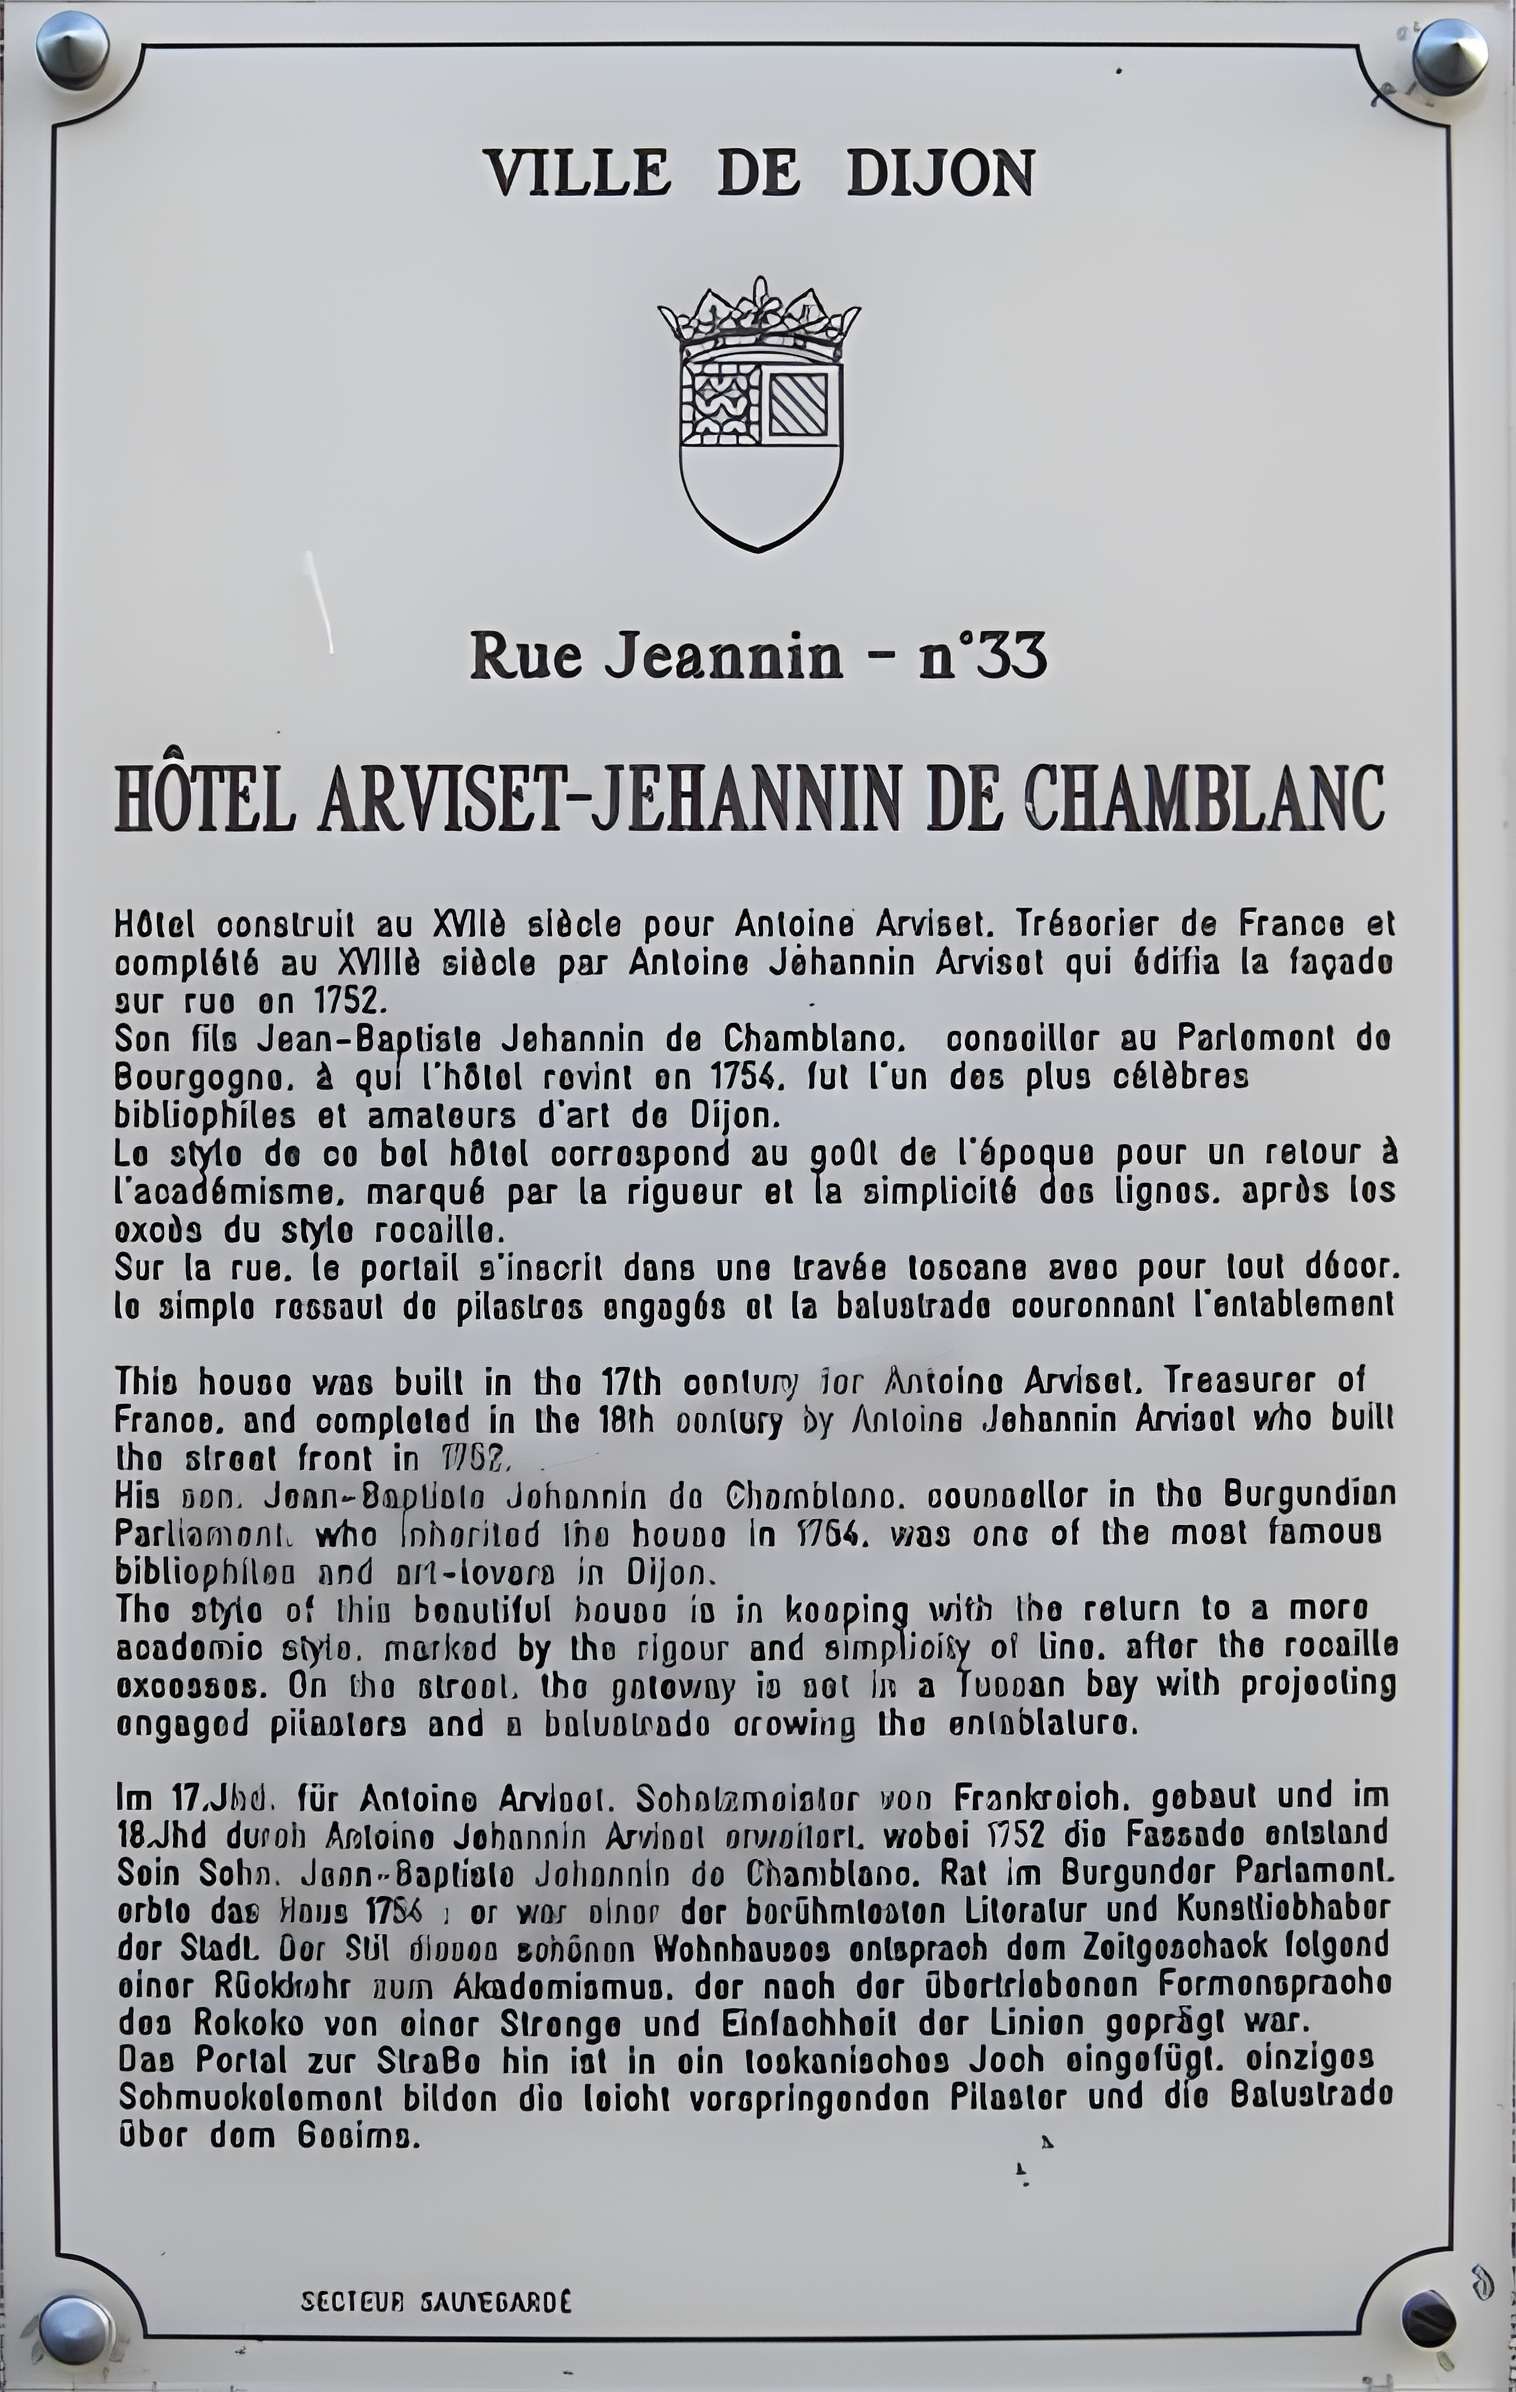 VILLE DE DIJON
Rue Jeannin - n°33
HÔTEL ARVISET-JEHANNIN DE CHAMBLANC
Hôtel construit au XVIIè siècle pour Antoine Arviset, Trésorier de France et
complété au XVIIIè siècle par Antoine Jéhannin Arviset qui édifia la façade
sur rue en 1752.
Son fils Jean-Baptiste Jehannin de Chamblanc, conseiller au Parlement de
Bourgogne, à qui l'hôtel revint en 1754, fut l'un des plus célèbres
bibliophiles et amateurs d'art de Dijon.
Le style de ce bel hôtel correspond au goût de l'époque pour un retour à
l'académisme, marqué par la rigueur et la simplicité des lignes, après les
excès du style rocaille.
Sur la rue, le portail s'inscrit dans une travée toscane avec pour tout décor,
le simple ressaut de pilastres engagés et la balustrade couronnant l'entablement
This house was built in the 17th century for Antoine Arviset, Treasurer of
France, and completed in the 18th century by Antoine Jehannin Arviset who built
the street front in 1752.
His son, Jean-Baptiste Jehannin de Chamblanc, counsellor in the Burgundian
Parliament, who inherited the house in 1754, was one of the most famous
bibliophiles and art-lovers in Dijon.
The style of this beautiful house is in keeping with the return to a more
academic style, marked by the rigour and simplicity of line, after the rocaille
excesses. On the street, the gateway is set in a Tuscan bay with projecting
engaged pilasters and a balustrade crowing the entablature.
Im 17.Jhd. für Antoine Arviset, Schatzmeister von Frankreich, gebaut und im
18.Jhd durch Antoine Jehannin Arviset erweitert, wobei 1752 die Fassade entstand
Sein Sohn, Jean-Baptiste Jehannin de Chamblanc, Rat im Burgunder Parlament,
erbte das Haus 1754 ; er war einer der berühmtesten Literatur und Kunstliebhaber
der Stadt. Der Stil dieses schönen Wohnhauses entsprach dem Zeitgeschack folgend
einer Rückkehr zum Akademismus, der nach der übertriebenen Formensprache
des Rokoko von einer Strenge und Einfachheit der Linien geprägt war.
Das Portal zur Straße hin ist in ein toskanisches Joch eingefügt, einziges
Schmuckelement bilden die leicht vorspringenden Pilaster und die Balustrade
über dem Gesims.
SECTEUR SAUVEGARDÉ